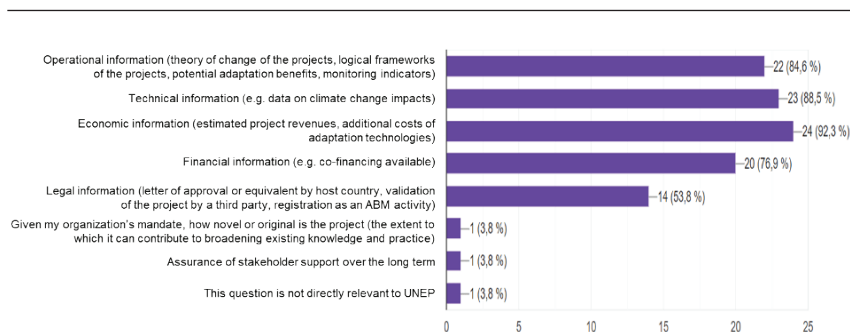 Operational information (theory of change of the projects, logical frameworks
of the projects, potential adaptation benefits, monitoring indicators)
22 (84,6 %)
Technical information (e.g. data on climate change impacts)
23 (88,5 %)
Economic information (estimated project revenues, additional costs of
adaptation technologies)
24 (92,3 %)
Financial information (e.g. co-financing available)
20 (76,9 %)
Legal information (letter of approval or equivalent by host country, validation
of the project by a third party, registration as an ABM activity)
14 (53,8 %)
Given my organization's mandate, how novel or original is the project (the extent to
which it can contribute to broadening existing knowledge and practice)
1 (3,8 %)
Assurance of stakeholder support over the long term
1 (3,8 %)
This question is not directly relevant to UNEP
1 (3,8 %)
0 5 10 15 20 25